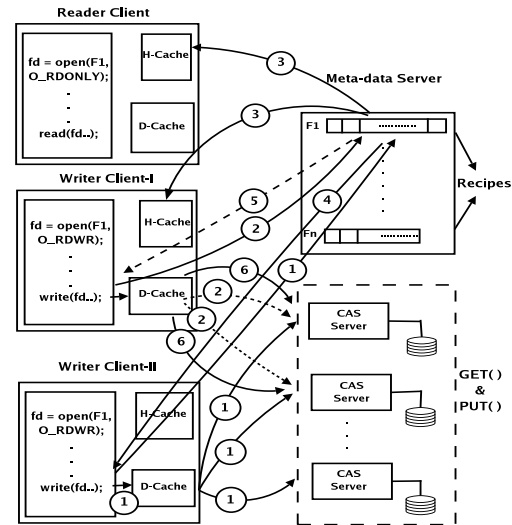 Reader Client
fd = open(F1,
O_RDONLY);
.
.
.
read(fd..);
H-Cache
D-Cache
3
Meta-data Server
F1
............
Fn
............
Recipes
3
Writer Client-I
fd = open(F1,
O_RDWR);
.
.
.
write(fd..);
H-Cache
D-Cache
5
2
4
6
1
2
2
6
Writer Client-II
fd = open(F1,
O_RDWR);
.
.
.
write(fd..);
H-Cache
D-Cache
1
1
1
1
CAS
Server
CAS
Server
.
.
.
CAS
Server
GET()
&
PUT()